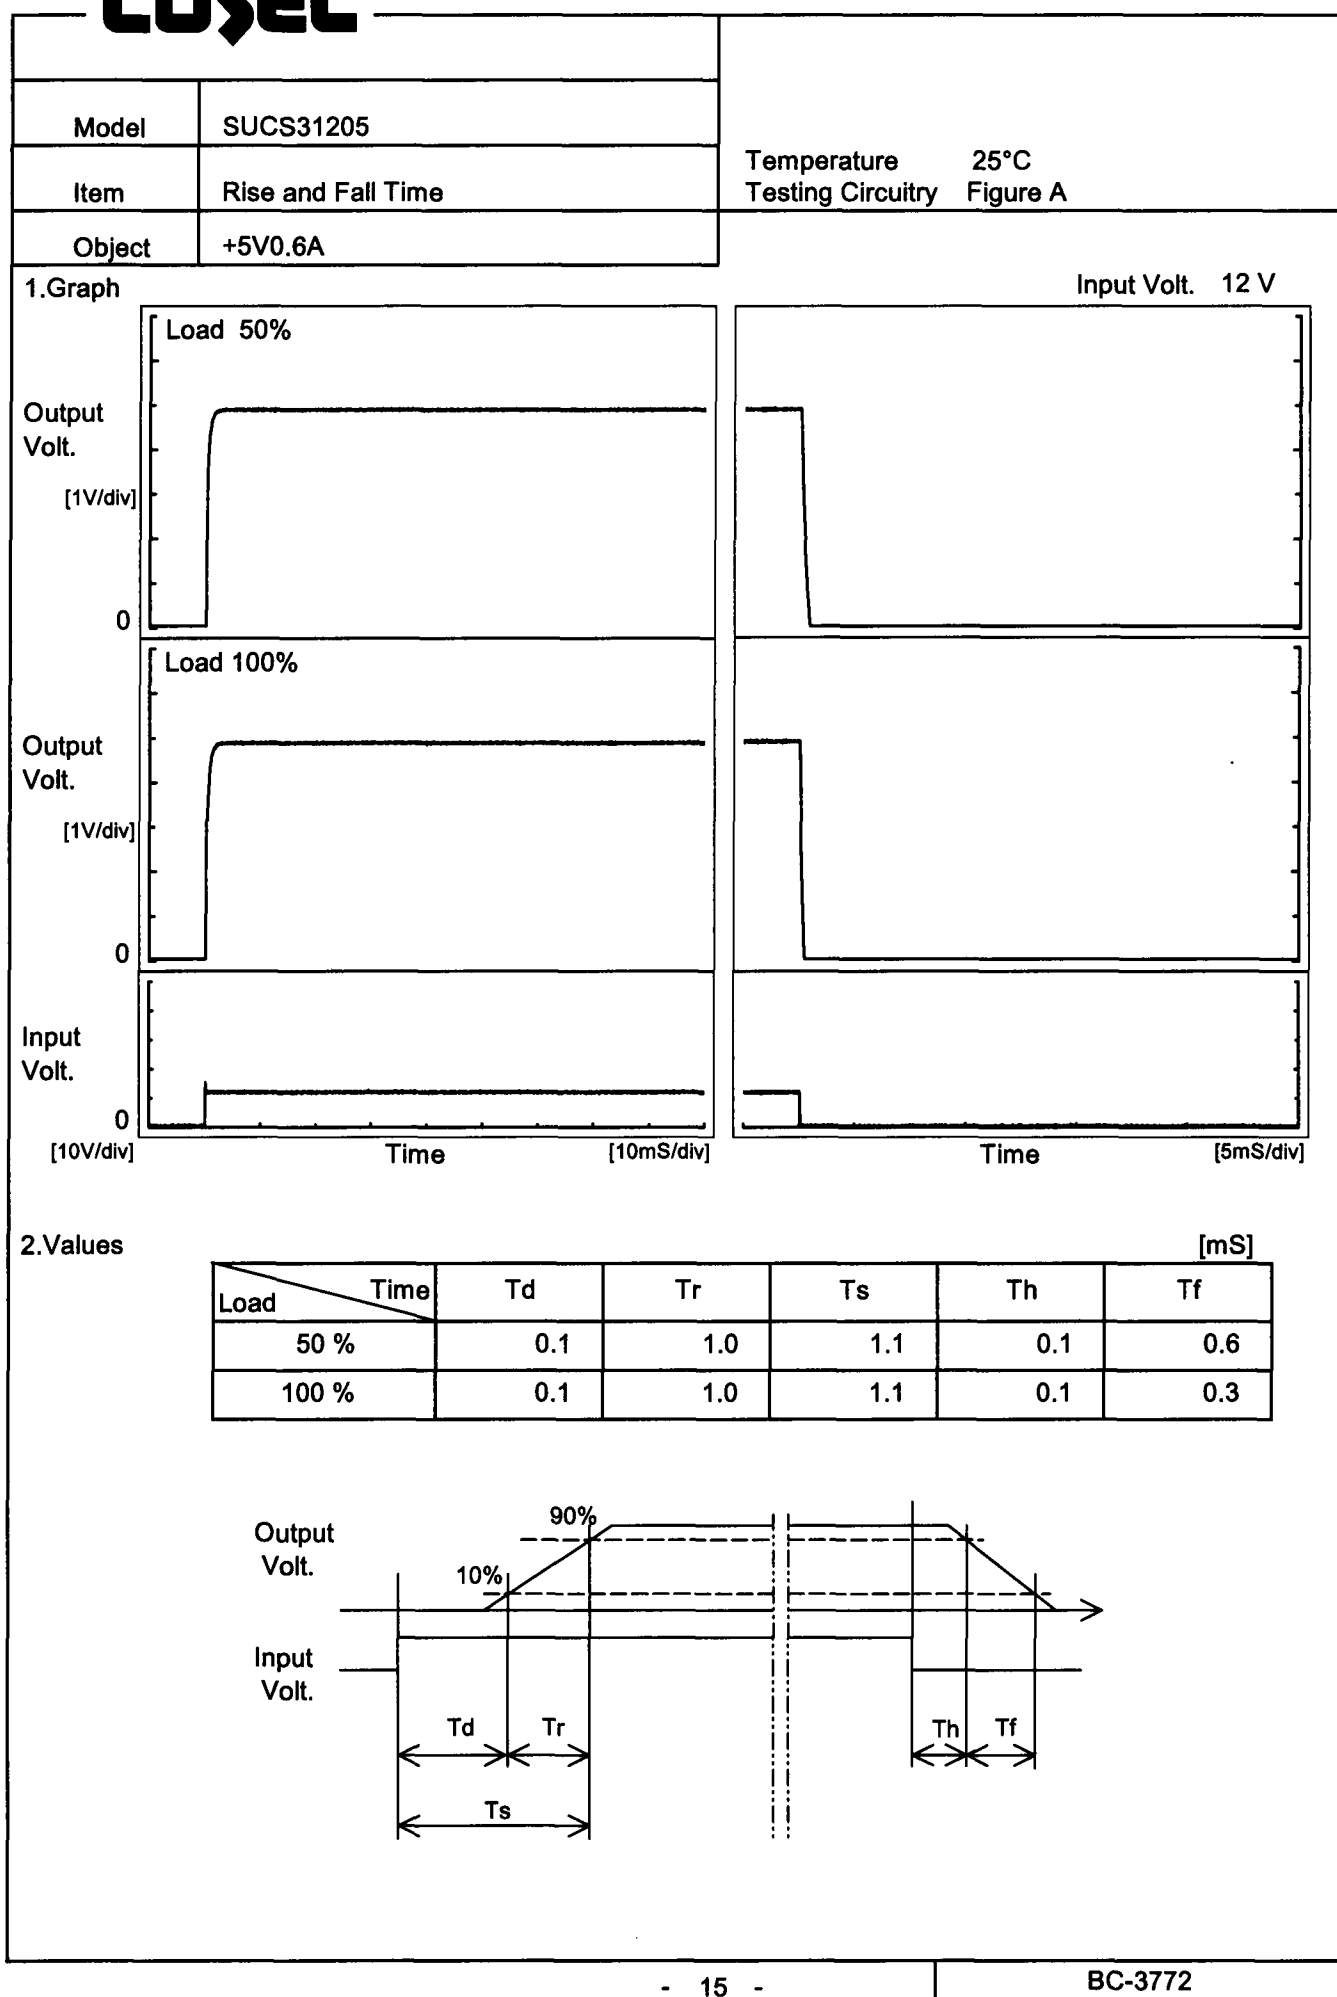 COSEL
Model SUCS31205
Item Rise and Fall Time
Object +5V0.6A
Temperature 25°C
Testing Circuitry Figure A
1.Graph
Input Volt. 12 V
Load 50%
Output
Volt.
[1V/div]
0
Load 100%
Output
Volt.
[1V/div]
0
Input
Volt.
0
[10V/div] Time [10mS/div] Time [5mS/div]
2.Values [mS]
Time Td Tr Ts Th Tf
Load
50 % 0.1 1.0 1.1 0.1 0.6
100 % 0.1 1.0 1.1 0.1 0.3
90%
Output
Volt.
10%
Input
Volt.
Td Tr Th Tf
Ts
- 15 - BC-3772